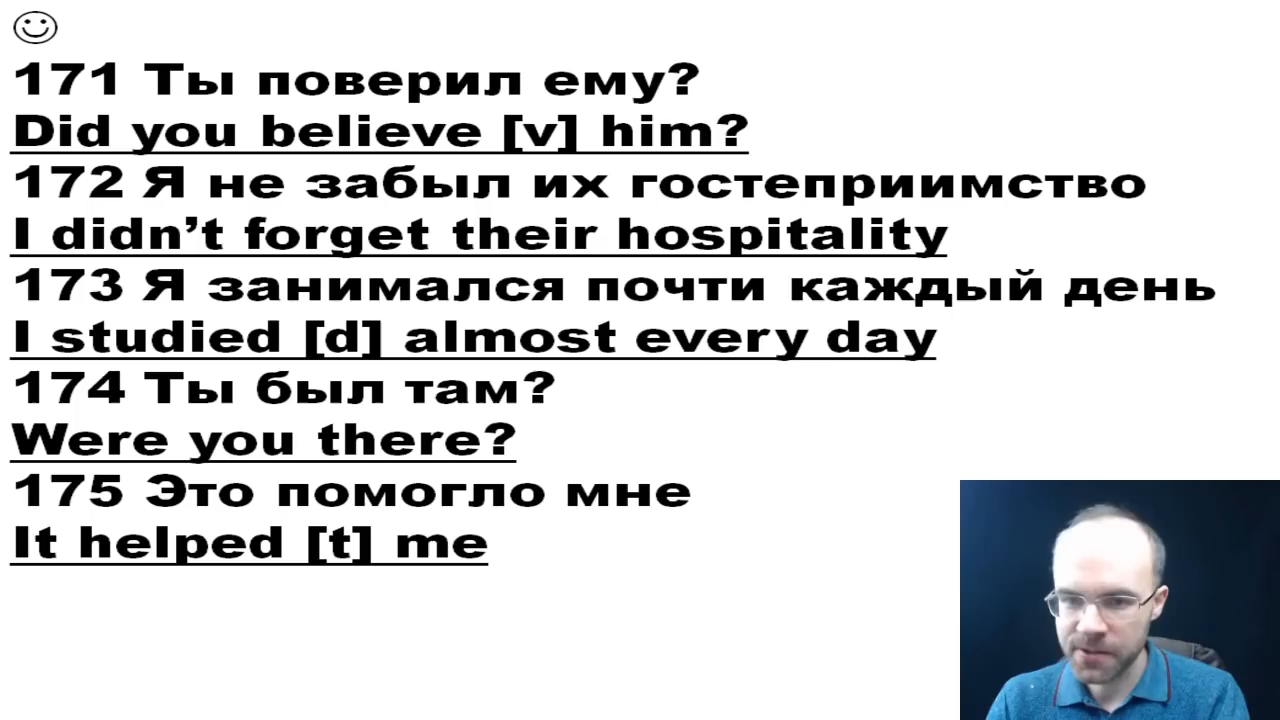 171 Ты поверил ему?
Did you believe [v] him?
172 Я не забыл их гостеприимство
I didn’t forget their hospitality
173 Я занимался почти каждый день
I studied [d] almost every day
174 Ты был там?
Were you there?
175 Это помогло мне
It helped [t] me